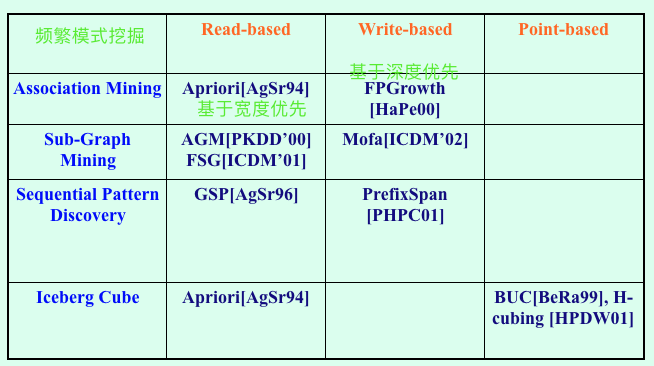 频繁模式挖掘
Read-based
Write-based
Point-based
基于深度优先
Association Mining
Apriori[AgSr94]
基于宽度优先
FPGrowth
[HaPe00]
Sub-Graph
Mining
AGM[PKDD’00]
FSG[ICDM’01]
Mofa[ICDM’02]
Sequential Pattern
Discovery
GSP[AgSr96]
PrefixSpan
[PHPC01]
Iceberg Cube
Apriori[AgSr94]
BUC[BeRa99], H-
cubing [HPDW01]